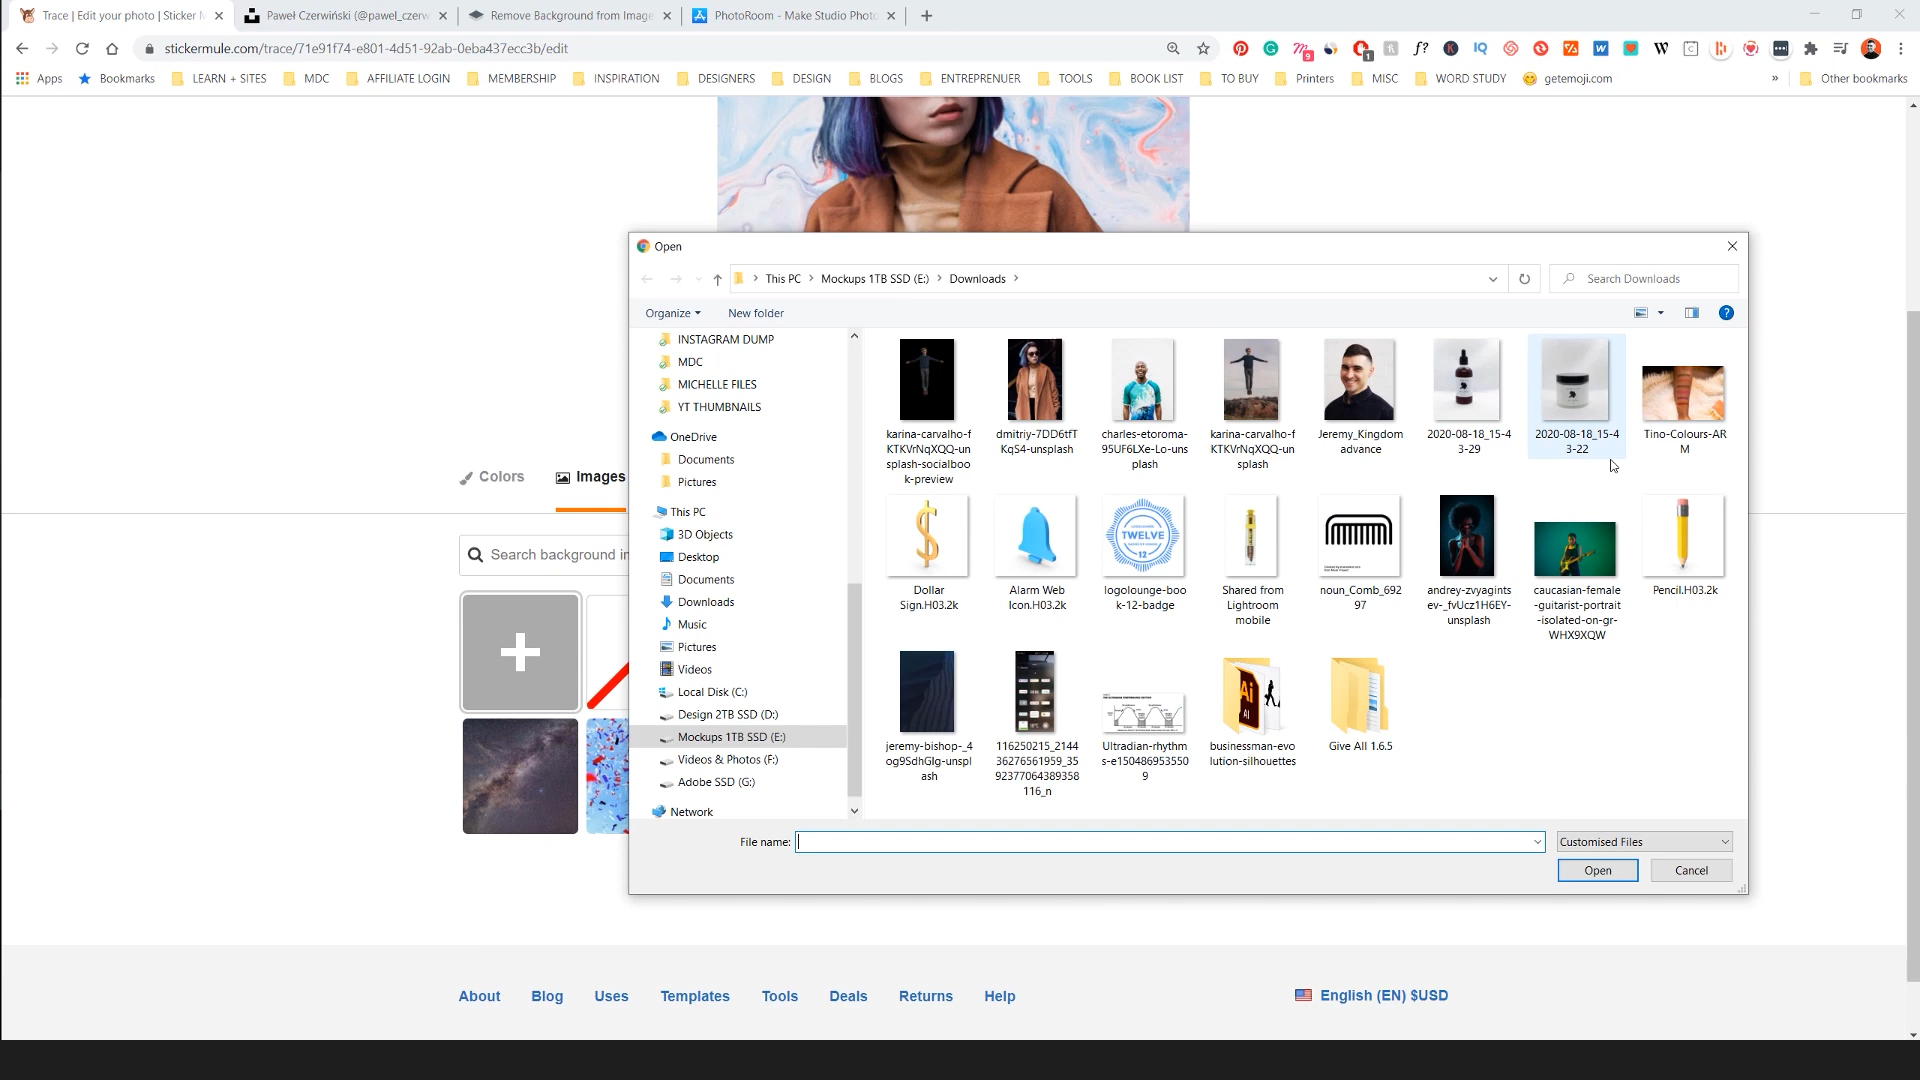 Trace | Edit your photo | Sticker M
Paweł Czerwiński (@pawel_czerw
Remove Background from Image
PhotoRoom - Make Studio Photo
stickermule.com/trace/71e91f74-e801-4d51-92ab-0eba437ecc3b/edit
Apps
Bookmarks
LEARN + SITES
MDC
AFFILIATE LOGIN
MEMBERSHIP
INSPIRATION
DESIGNERS
DESIGN
BLOGS
ENTREPRENUER
TOOLS
BOOK LIST
TO BUY
Printers
MISC
WORD STUDY
getemoji.com
»
Other bookmarks
Colors
Images
Search background in
Open
This PC
Mockups 1TB SSD (E:)
Downloads
Search Downloads
Organize
New folder
INSTAGRAM DUMP
MDC
MICHELLE FILES
YT THUMBNAILS
OneDrive
Documents
Pictures
This PC
3D Objects
Desktop
Documents
Downloads
Music
Pictures
Videos
Local Disk (C:)
Design 2TB SSD (D:)
Mockups 1TB SSD (E:)
Videos & Photos (F:)
Adobe SSD (G:)
Network
karina-carvalho-f
KTKVrNqXQQ-un
splash-socialboo
k-preview
dmitriy-7DD6tfT
KqS4-unsplash
charles-etoroma-
95UF6LXe-Lo-uns
plash
karina-carvalho-f
KTKVrNqXQQ-un
splash
Jeremy_Kingdom
advance
2020-08-18_15-4
3-29
2020-08-18_15-4
3-22
Tino-Colours-AR
M
Dollar
Sign.H03.2k
Alarm Web
Icon.H03.2k
TWELVE
12
logolounge-boo
k-12-badge
Shared from
Lightroom
mobile
noun_Comb_692
97
andrey-zvyagints
ev-_fvUcz1H6EY-
unsplash
caucasian-female
-guitarist-portrait
-isolated-on-gr-
WHX9XQW
Pencil.H03.2k
jeremy-bishop-_4
og9SdhGIg-unspl
ash
116250215_2144
36276561959_35
92377064389358
116_n
Ultradian-rhythm
s-e150486953550
9
Ai
AI
businessman-evo
lution-silhouettes
Give All 1.6.5
File name:
Customised Files
Open
Cancel
About
Blog
Uses
Templates
Tools
Deals
Returns
Help
English (EN) $USD